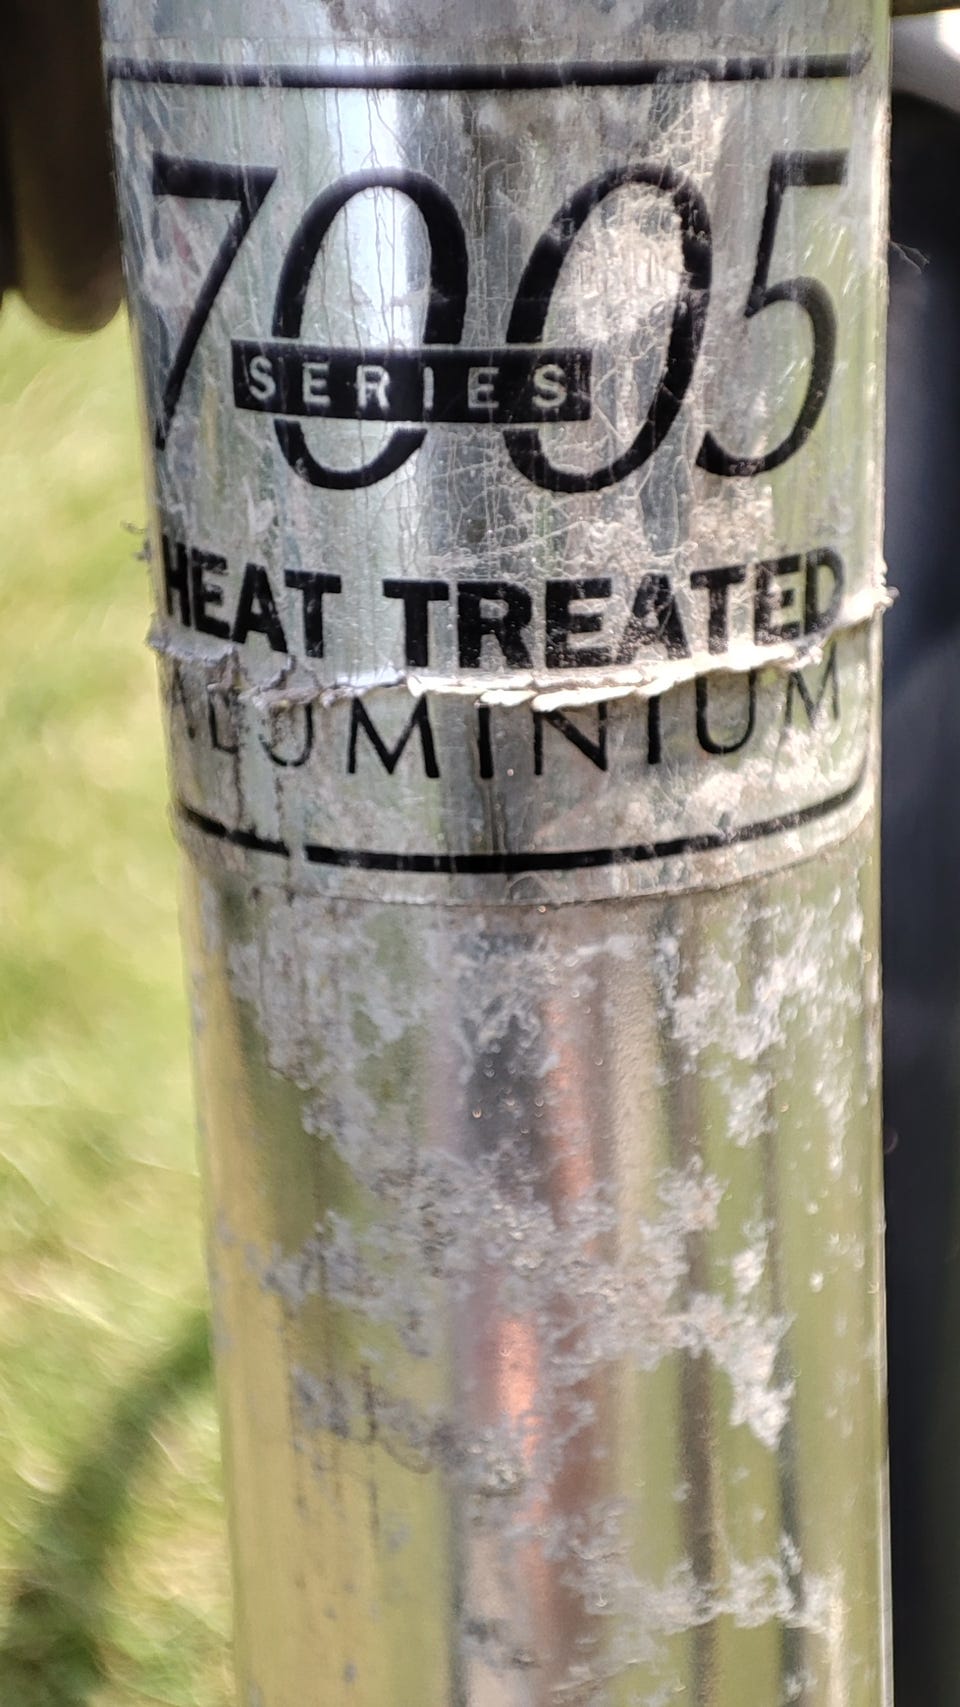 7005
SERIES
HEAT TREATED
ALUMINIUM